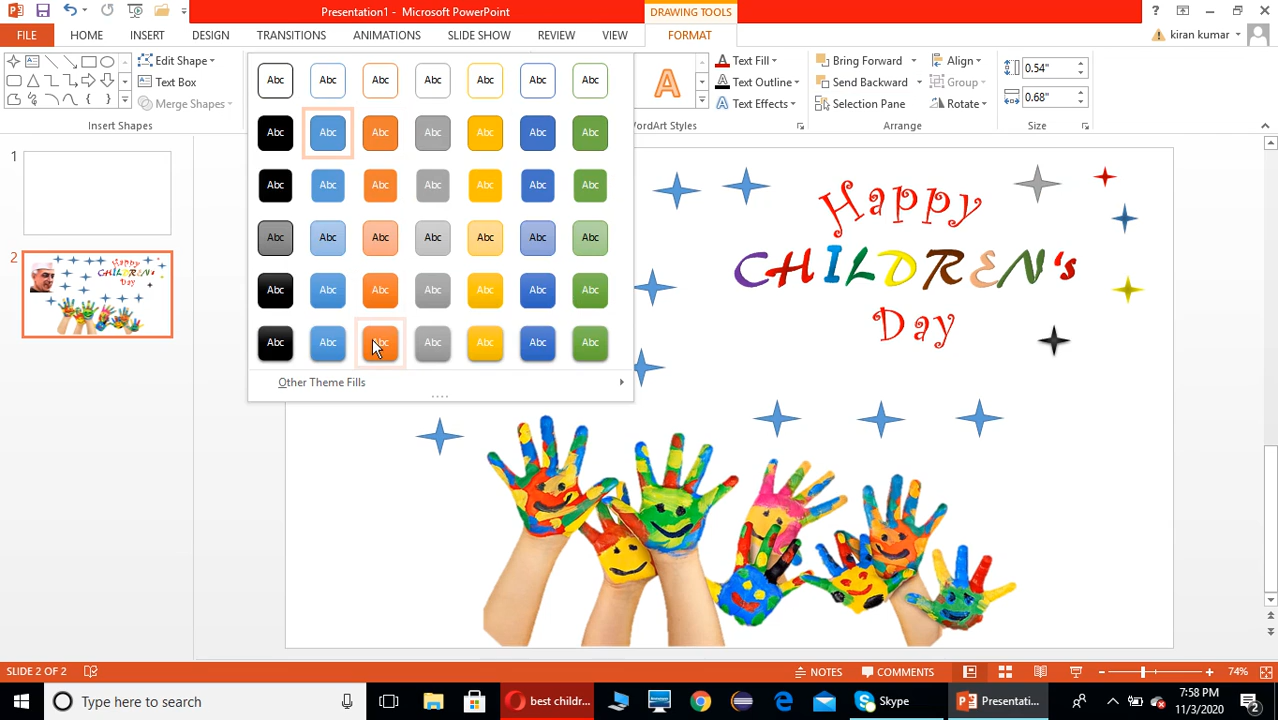 Presentation1 - Microsoft PowerPoint
DRAWING TOOLS
?
FILE HOME INSERT DESIGN TRANSITIONS ANIMATIONS SLIDE SHOW REVIEW VIEW FORMAT kiran kumar
Edit Shape
Text Box
Merge Shapes
Insert Shapes
Abc Abc Abc Abc Abc Abc Abc
Abc Abc Abc Abc Abc Abc Abc
Abc Abc Abc Abc Abc Abc Abc
Abc Abc Abc Abc Abc Abc Abc
Abc Abc Abc Abc Abc Abc Abc
Abc Abc Abc Abc Abc Abc
Other Theme Fills
A
Text Fill
Text Outline
Text Effects
WordArt Styles
Bring Forward
Send Backward
Selection Pane
Align
Group
Rotate
Arrange
0.54"
0.68"
Size
1
2
Happy
CHILDREN's
Day
Happy
CHILDREN's
Day
SLIDE 2 OF 2 NOTES COMMENTS 74%
Type here to search
best childr...
Skype
Presentati...
7:58 PM
11/3/2020
2